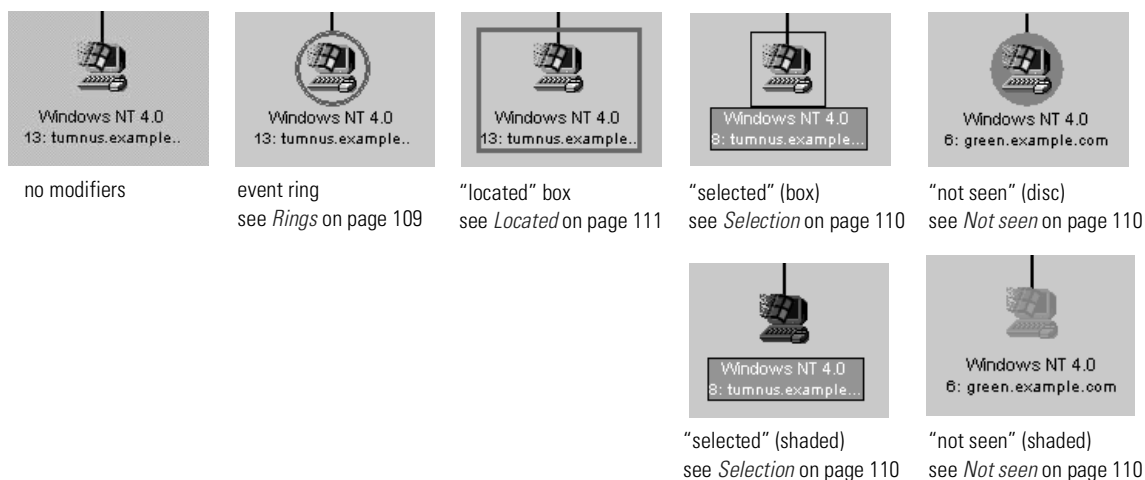 Windows NT 4.0
13: tumnus.example..
no modifiers
Windows NT 4.0
13: tumnus.example..
event ring
see Rings on page 109
Windows NT 4.0
13: tumnus.example..
“located” box
see Located on page 111
Windows NT 4.0
8: tumnus.example...
“selected” (box)
see Selection on page 110
Windows NT 4.0
6: green.example.com
“not seen” (disc)
see Not seen on page 110
Windows NT 4.0
8: tumnus.example...
“selected” (shaded)
see Selection on page 110
Windows NT 4.0
6: green.example.com
“not seen” (shaded)
see Not seen on page 110